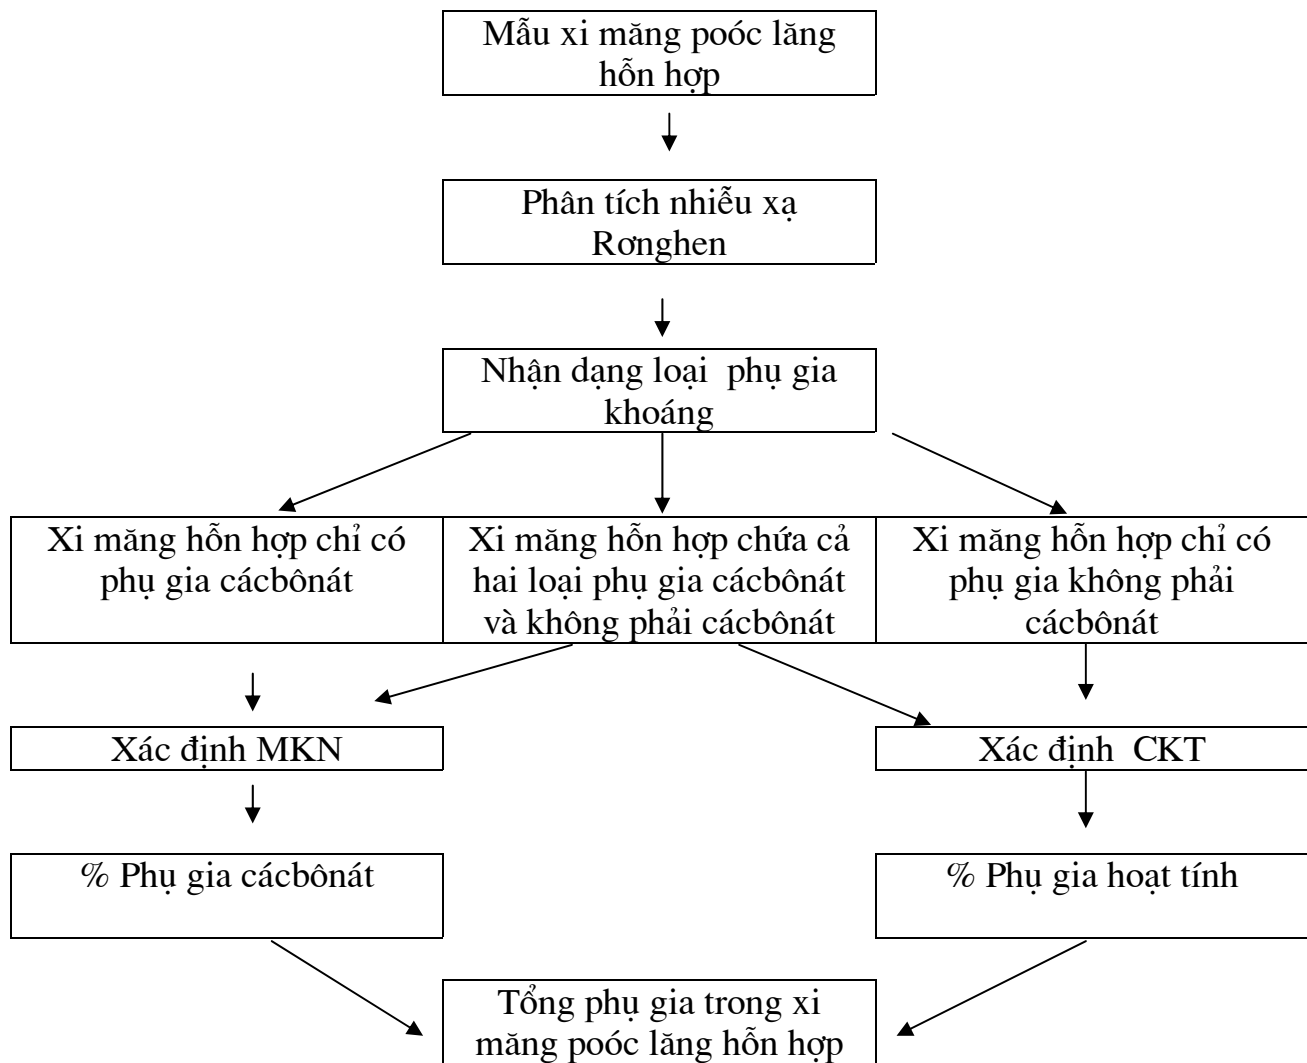 Mẫu xi măng poóc lăng
hỗn hợp
Phân tích nhiễu xạ
Rơnghen
Nhận dạng loại phụ gia
khoáng
Xi măng hỗn hợp chỉ có
phụ gia cácbônát
Xi măng hỗn hợp chứa cả
hai loại phụ gia cácbônát
và không phải cácbônát
Xi măng hỗn hợp chỉ có
phụ gia không phải
cácbônát
Xác định MKN
Xác định CKT
% Phụ gia cácbônát
% Phụ gia hoạt tính
Tổng phụ gia trong xi
măng poóc lăng hỗn hợp